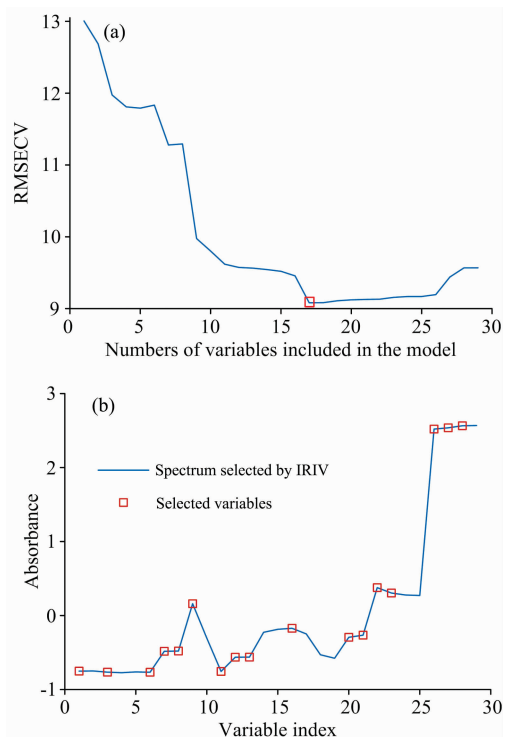 (a)
13
12
11
10
9
RMSECV
0 5 10 15 20 25 30
Numbers of variables included in the model
(b)
3
2
1
0
-1
Absorbance
Spectrum selected by IRIV
Selected variables
0 5 10 15 20 25 30
Variable index